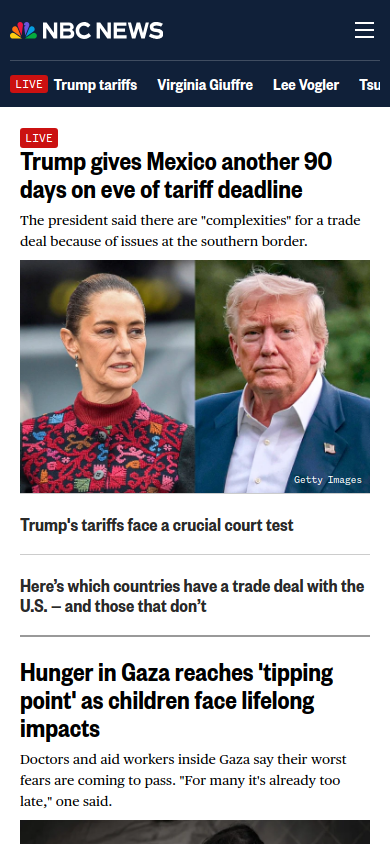 NBC NEWS
LIVE Trump tariffs Virginia Giuffre Lee Vogler Tsu
LIVE
Trump gives Mexico another 90
days on eve of tariff deadline
The president said there are "complexities" for a trade
deal because of issues at the southern border.
Getty Images
Trump's tariffs face a crucial court test
Here’s which countries have a trade deal with the
U.S. — and those that don’t
Hunger in Gaza reaches 'tipping
point' as children face lifelong
impacts
Doctors and aid workers inside Gaza say their worst
fears are coming to pass. "For many it's already too
late," one said.